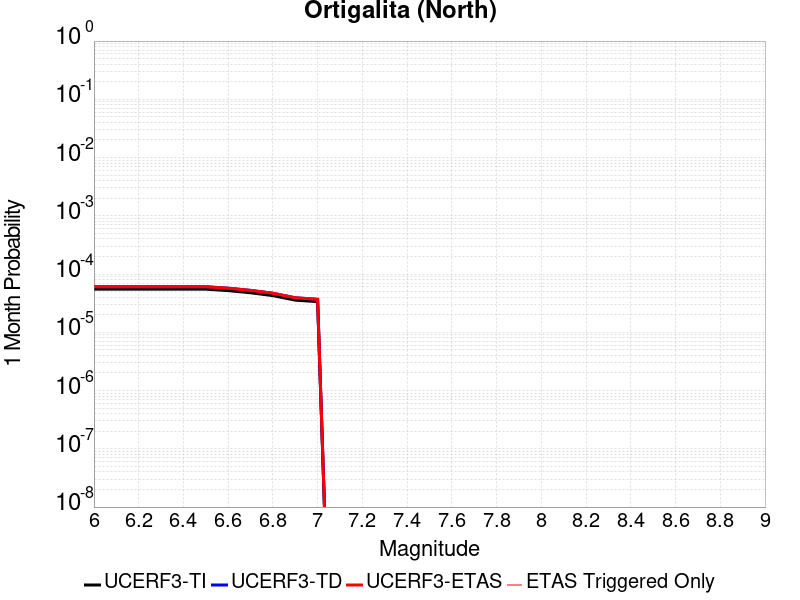 Ortigalita (North)
10^0
10^-1
10^-2
10^-3
10^-4
10^-5
10^-6
10^-7
10^-8
1 Month Probability
6 6.2 6.4 6.6 6.8 7 7.2 7.4 7.6 7.8 8 8.2 8.4 8.6 8.8 9
Magnitude
UCERF3-TI UCERF3-TD UCERF3-ETAS ETAS Triggered Only